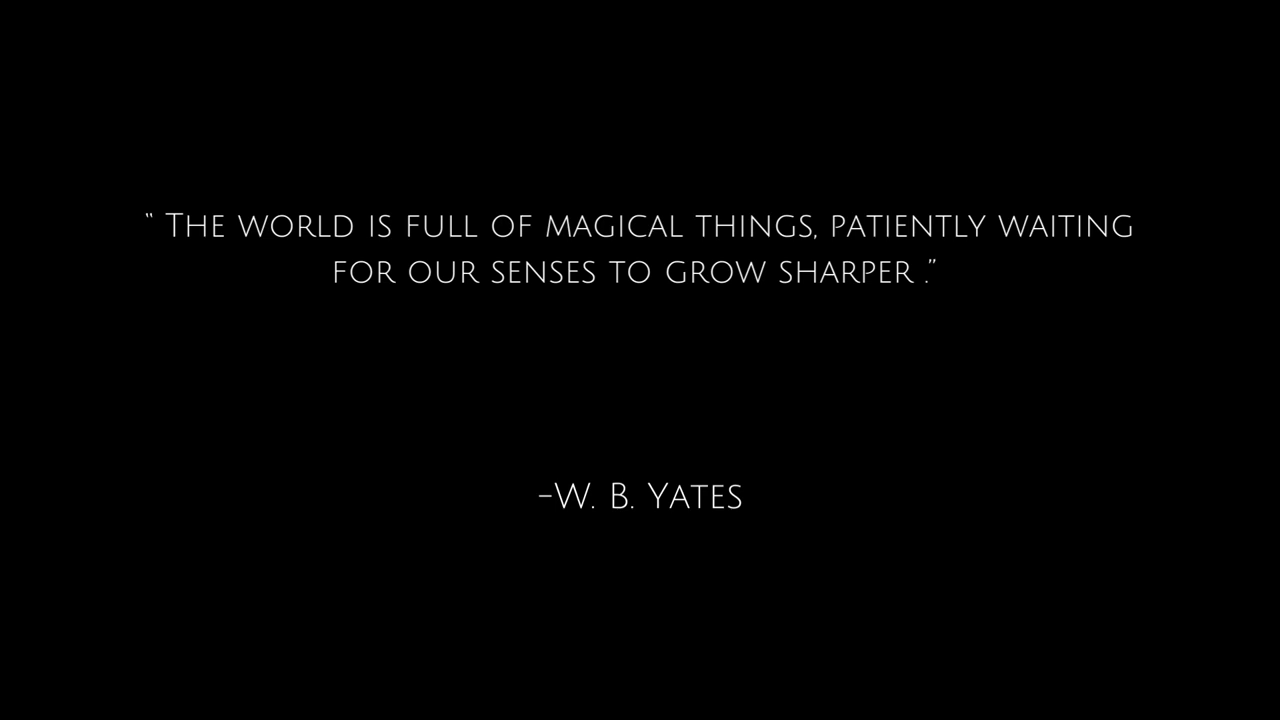 “ The world is full of magical things, patiently waiting
for our senses to grow sharper .”
-W. B. Yates